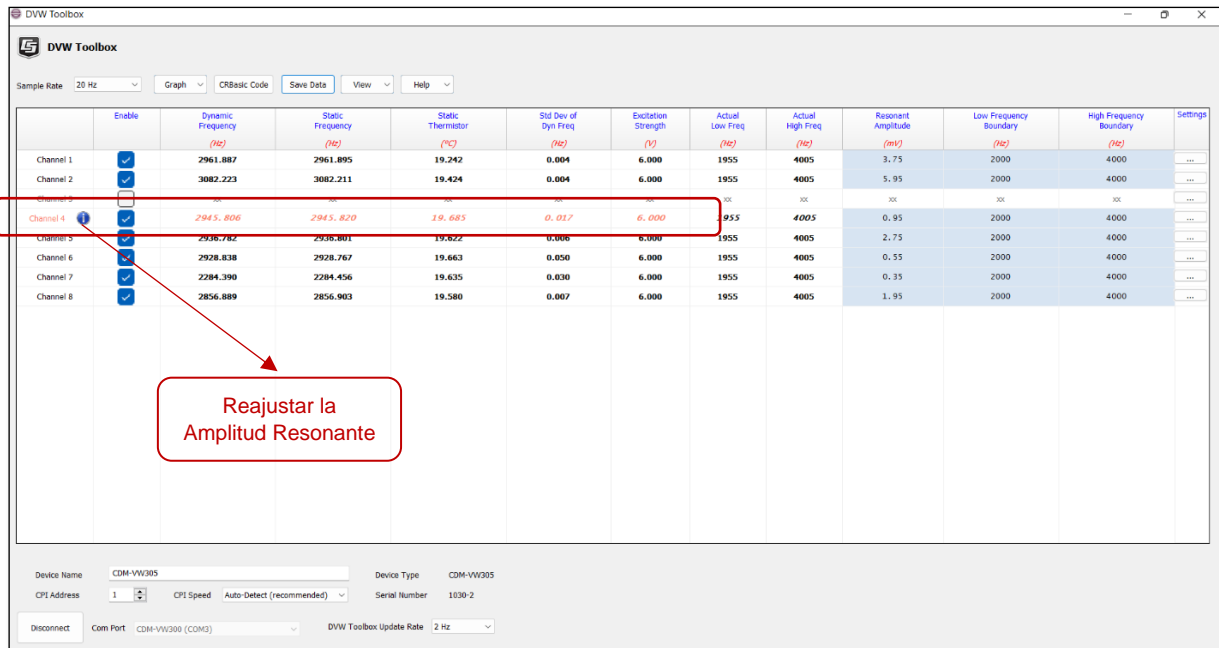 DVW Toolbox
DVW Toolbox
Sample Rate 20 Hz Graph CRBasic Code Save Data View Help
Enable Dynamic Frequency Static Frequency Static Thermistor Std Dev of Dyn Freq Excitation Strength Actual Low Freq Actual High Freq Resonant Amplitude Low Frequency Boundary High Frequency Boundary Settings
(Hz) (Hz) (°C) (Hz) (V) (Hz) (Hz) (mV) (Hz) (Hz)
Channel 1 2961.887 2961.895 19.242 0.004 6.000 1955 4005 3.75 2000 4000 ...
Channel 2 3082.223 3082.211 19.424 0.004 6.000 1955 4005 5.95 2000 4000 ...
Channel 3 xx xx xx xx xx xx xx xx xx xx ...
Channel 4 i 2945.806 2945.820 19.685 0.017 6.000 1955 4005 0.95 2000 4000 ...
Channel 5 2936.782 2936.801 19.622 0.006 6.000 1955 4005 2.75 2000 4000 ...
Channel 6 2928.838 2928.767 19.663 0.050 6.000 1955 4005 0.55 2000 4000 ...
Channel 7 2284.390 2284.456 19.635 0.030 6.000 1955 4005 0.35 2000 4000 ...
Channel 8 2856.889 2856.903 19.580 0.007 6.000 1955 4005 1.95 2000 4000 ...
Reajustar la
Amplitud Resonante
Device Name CDM-VW305 Device Type CDM-VW305
CPI Address 1 CPI Speed Auto-Detect (recommended) Serial Number 1030-2
Disconnect Com Port CDM-VW300 (COM3) DVW Toolbox Update Rate 2 Hz